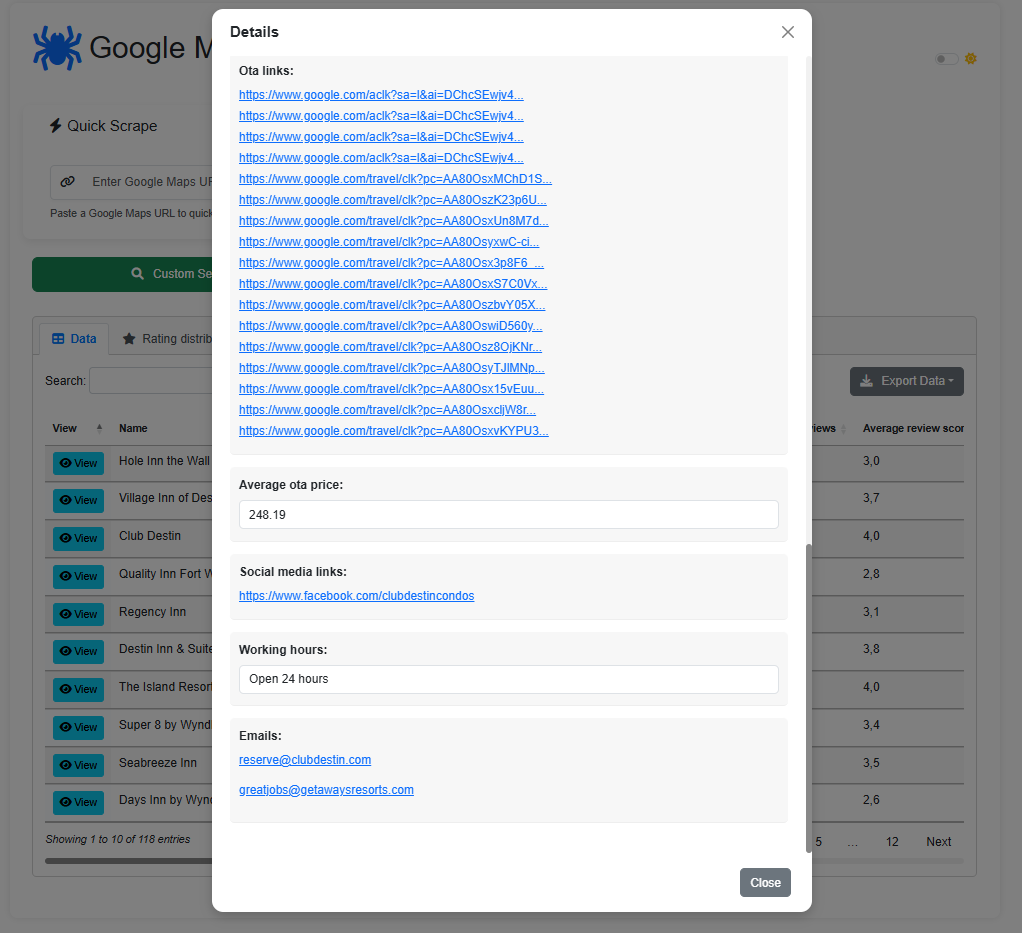 Google M
Quick Scrape
Enter Google Maps UR
Paste a Google Maps URL to quick
Custom Se
Data
Rating distrib
Search:
Export Data
View Name iews Average review scor
View Hole Inn the Wall 3,0
View Village Inn of Des 3,7
View Club Destin 4,0
View Quality Inn Fort W 2,8
View Regency Inn 3,1
View Destin Inn & Suite 3,8
View The Island Resort 4,0
View Super 8 by Wynd 3,4
View Seabreeze Inn 3,5
View Days Inn by Wynd 2,6
Showing 1 to 10 of 118 entries
5 … 12 Next
Details
Ota links:
https://www.google.com/aclk?sa=l&ai=DChcSEwjv4...
https://www.google.com/aclk?sa=l&ai=DChcSEwjv4...
https://www.google.com/aclk?sa=l&ai=DChcSEwjv4...
https://www.google.com/aclk?sa=l&ai=DChcSEwjv4...
https://www.google.com/travel/clk?pc=AA80OsxMChD1S...
https://www.google.com/travel/clk?pc=AA80OszK23p6U...
https://www.google.com/travel/clk?pc=AA80OsxUn8M7d...
https://www.google.com/travel/clk?pc=AA80OsyxwC-ci...
https://www.google.com/travel/clk?pc=AA80Osx3p8F6_...
https://www.google.com/travel/clk?pc=AA80OsxS7C0Vx...
https://www.google.com/travel/clk?pc=AA80OszbvY05X...
https://www.google.com/travel/clk?pc=AA80OswiD560y...
https://www.google.com/travel/clk?pc=AA80Osz8OjKNr...
https://www.google.com/travel/clk?pc=AA80OsyTJlMNp...
https://www.google.com/travel/clk?pc=AA80Osx15vEuu...
https://www.google.com/travel/clk?pc=AA80OsxcljW8r...
https://www.google.com/travel/clk?pc=AA80OsxvKYPU3...
Average ota price:
248.19
Social media links:
https://www.facebook.com/clubdestincondos
Working hours:
Open 24 hours
Emails:
reserve@clubdestin.com
greatjobs@getawaysresorts.com
Close